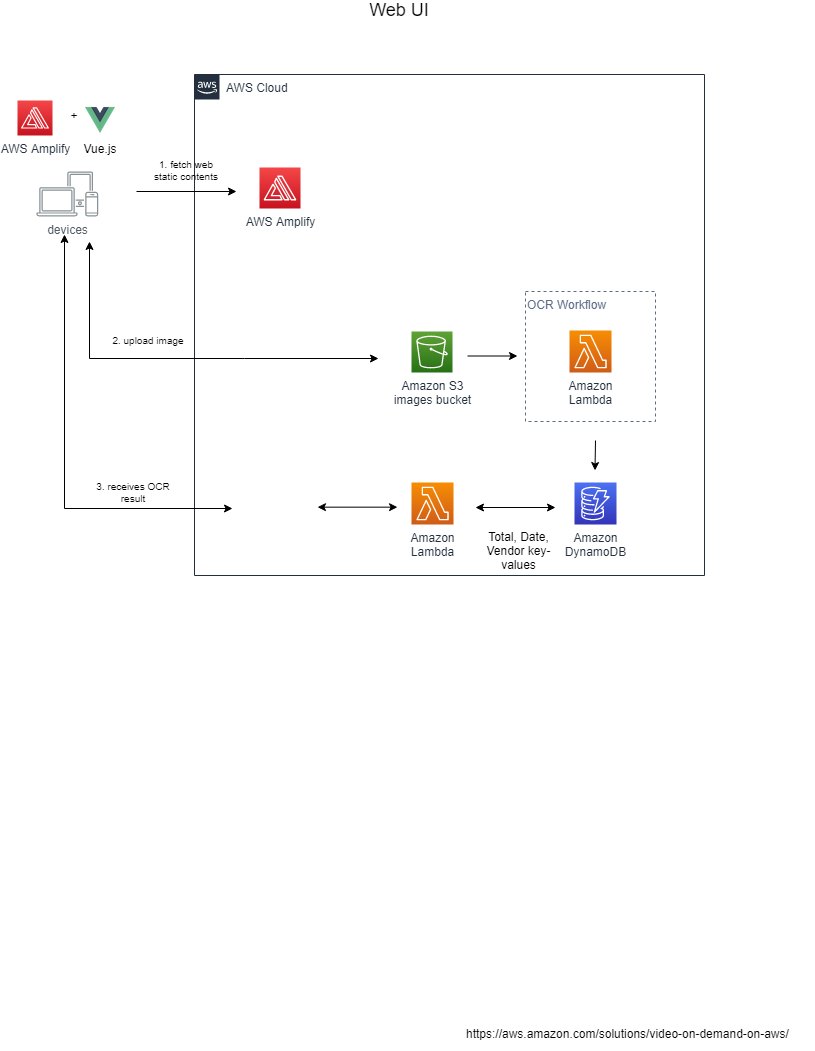 Web UI
aws
AWS Cloud
+
AWS Amplify
Vue.js
1. fetch web
static contents
devices
AWS Amplify
OCR Workflow
2. upload image
Amazon S3
images bucket
Amazon
Lambda
3. receives OCR
result
Amazon
Lambda
Total, Date,
Vendor key-
values
Amazon
DynamoDB
https://aws.amazon.com/solutions/video-on-demand-on-aws/